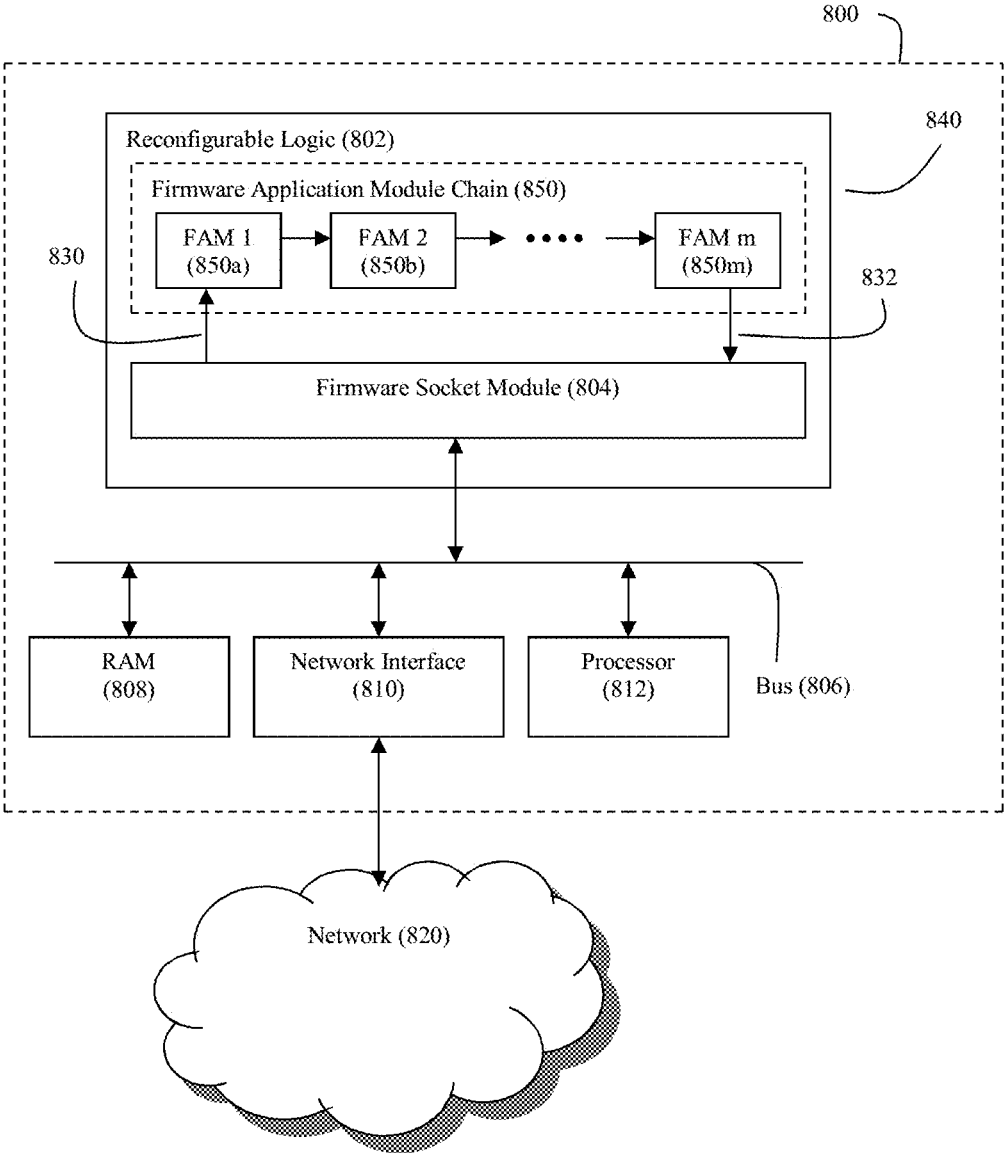 800
840
Reconfigurable Logic (802)
Firmware Application Module Chain (850)
FAM 1
(850a)
FAM 2
(850b)
FAM m
(850m)
830
832
Firmware Socket Module (804)
RAM
(808)
Network Interface
(810)
Processor
(812)
Bus (806)
Network (820)